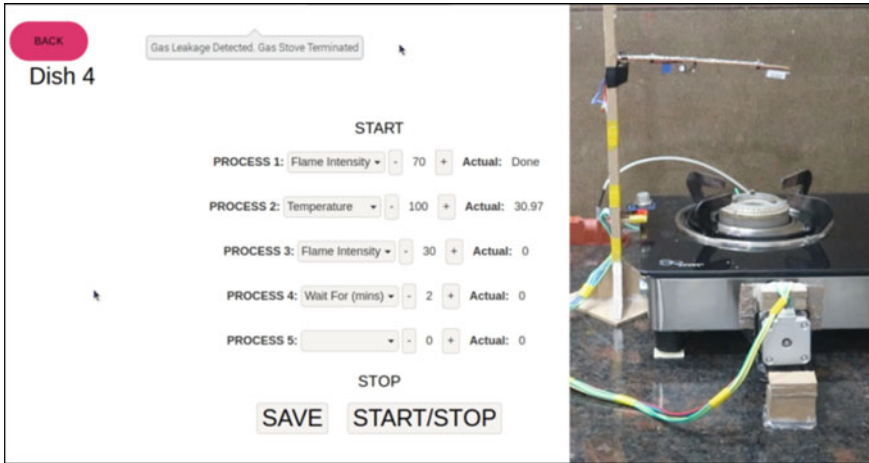 BACK
Gas Leakage Detected. Gas Stove Terminated
Dish 4
START
PROCESS 1: Flame Intensity - 70 + Actual: Done
PROCESS 2: Temperature - 100 + Actual: 30.97
PROCESS 3: Flame Intensity - 30 + Actual: 0
PROCESS 4: Wait For (mins) - 2 + Actual: 0
PROCESS 5: - 0 + Actual: 0
STOP
SAVE START/STOP